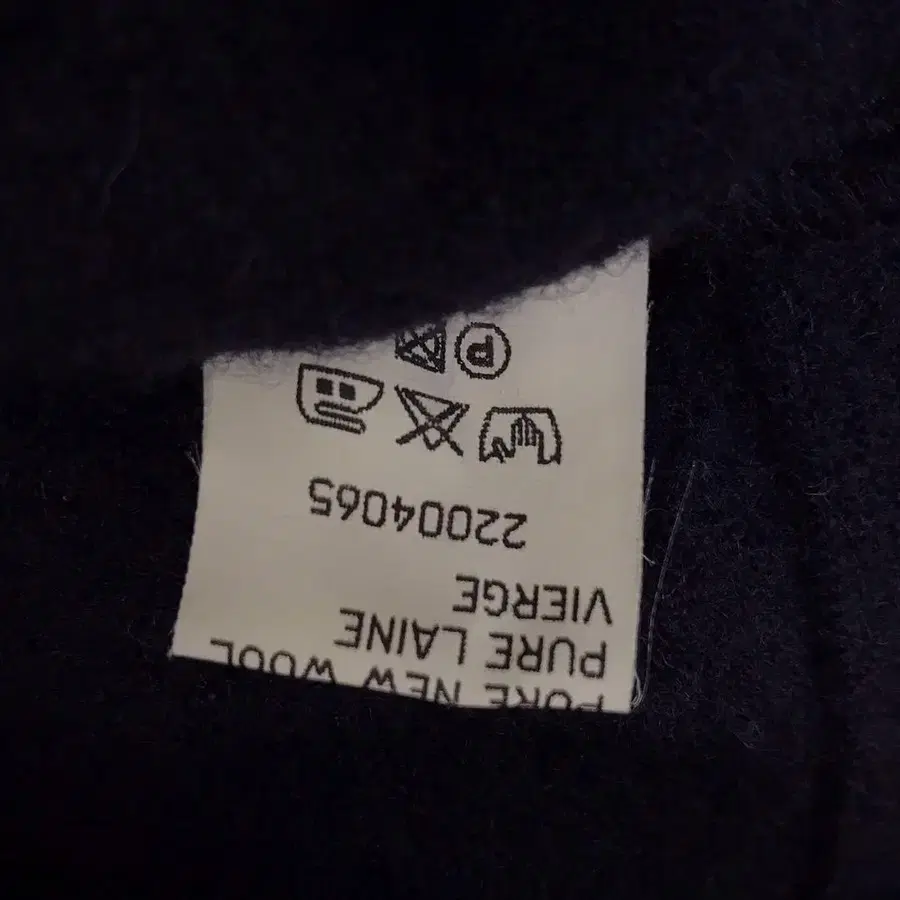 PURE NEW WOOL
PURE LAINE
VIERGE
22004065
P